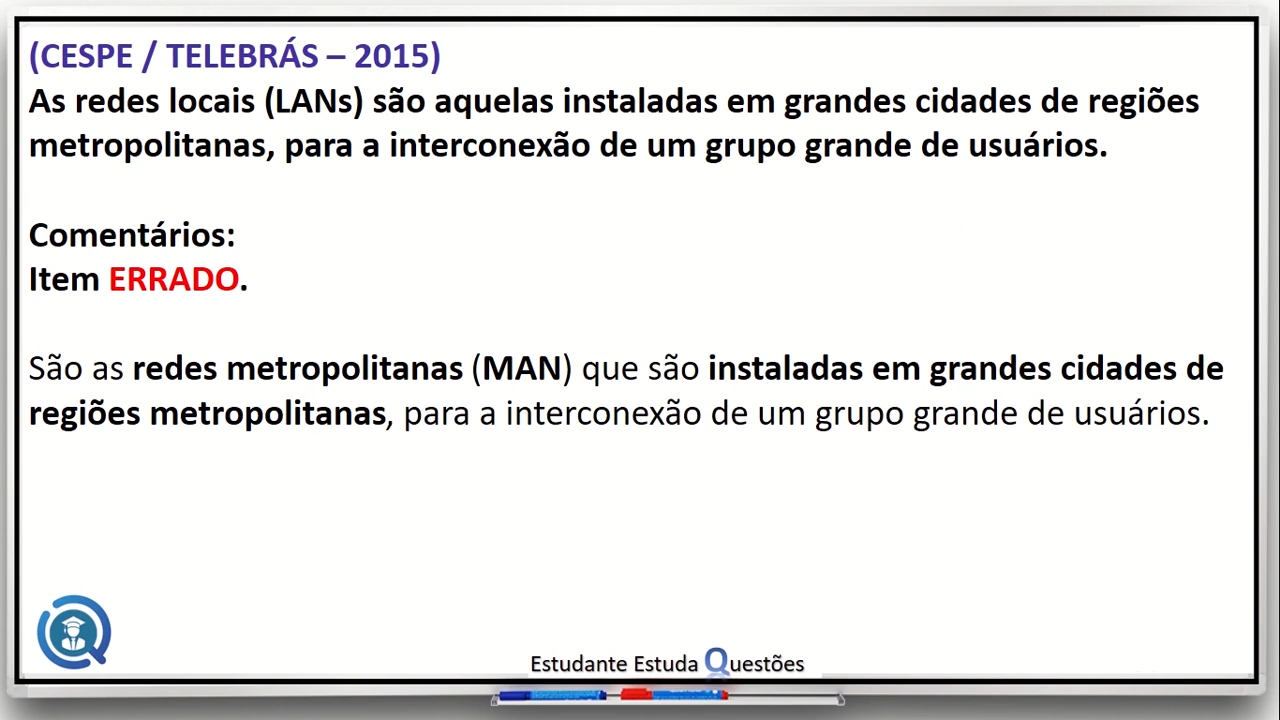 (CESPE / TELEBRÁS – 2015)
As redes locais (LANs) são aquelas instaladas em grandes cidades de regiões
metropolitanas, para a interconexão de um grupo grande de usuários.
Comentários:
Item ERRADO.
São as redes metropolitanas (MAN) que são instaladas em grandes cidades de
regiões metropolitanas, para a interconexão de um grupo grande de usuários.
Estudante Estuda Questões